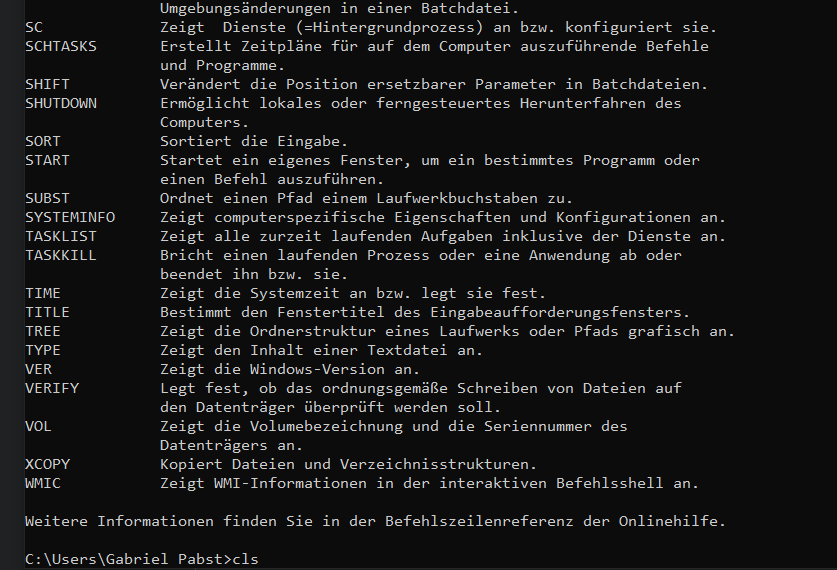 Umgebungsänderungen in einer Batchdatei.
SC Zeigt  Dienste (=Hintergrundprozess) an bzw. konfiguriert sie.
SCHTASKS Erstellt Zeitpläne für auf dem Computer auszuführende Befehle
und Programme.
SHIFT Verändert die Position ersetzbarer Parameter in Batchdateien.
SHUTDOWN Ermöglicht lokales oder ferngesteuertes Herunterfahren des
Computers.
SORT Sortiert die Eingabe.
START Startet ein eigenes Fenster, um ein bestimmtes Programm oder
einen Befehl auszuführen.
SUBST Ordnet einen Pfad einem Laufwerkbuchstaben zu.
SYSTEMINFO Zeigt computerspezifische Eigenschaften und Konfigurationen an.
TASKLIST Zeigt alle zurzeit laufenden Aufgaben inklusive der Dienste an.
TASKKILL Bricht einen laufenden Prozess oder eine Anwendung ab oder
beendet ihn bzw. sie.
TIME Zeigt die Systemzeit an bzw. legt sie fest.
TITLE Bestimmt den Fenstertitel des Eingabeaufforderungsfensters.
TREE Zeigt die Ordnerstruktur eines Laufwerks oder Pfads grafisch an.
TYPE Zeigt den Inhalt einer Textdatei an.
VER Zeigt die Windows-Version an.
VERIFY Legt fest, ob das ordnungsgemäße Schreiben von Dateien auf
den Datenträger überprüft werden soll.
VOL Zeigt die Volumebezeichnung und die Seriennummer des
Datenträgers an.
XCOPY Kopiert Dateien und Verzeichnisstrukturen.
WMIC Zeigt WMI-Informationen in der interaktiven Befehlsshell an.
Weitere Informationen finden Sie in der Befehlszeilenreferenz der Onlinehilfe.
C:\Users\Gabriel Pabst>cls